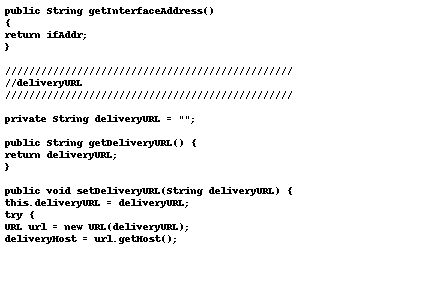 public String getInterfaceAddress()
{
return ifAddr;
}
////////////////////////////////////////////////
//deliveryURL
////////////////////////////////////////////////
private String deliveryURL = "";
public String getDeliveryURL() {
return deliveryURL;
}
public void setDeliveryURL(String deliveryURL) {
this.deliveryURL = deliveryURL;
try {
URL url = new URL(deliveryURL);
deliveryHost = url.getHost();